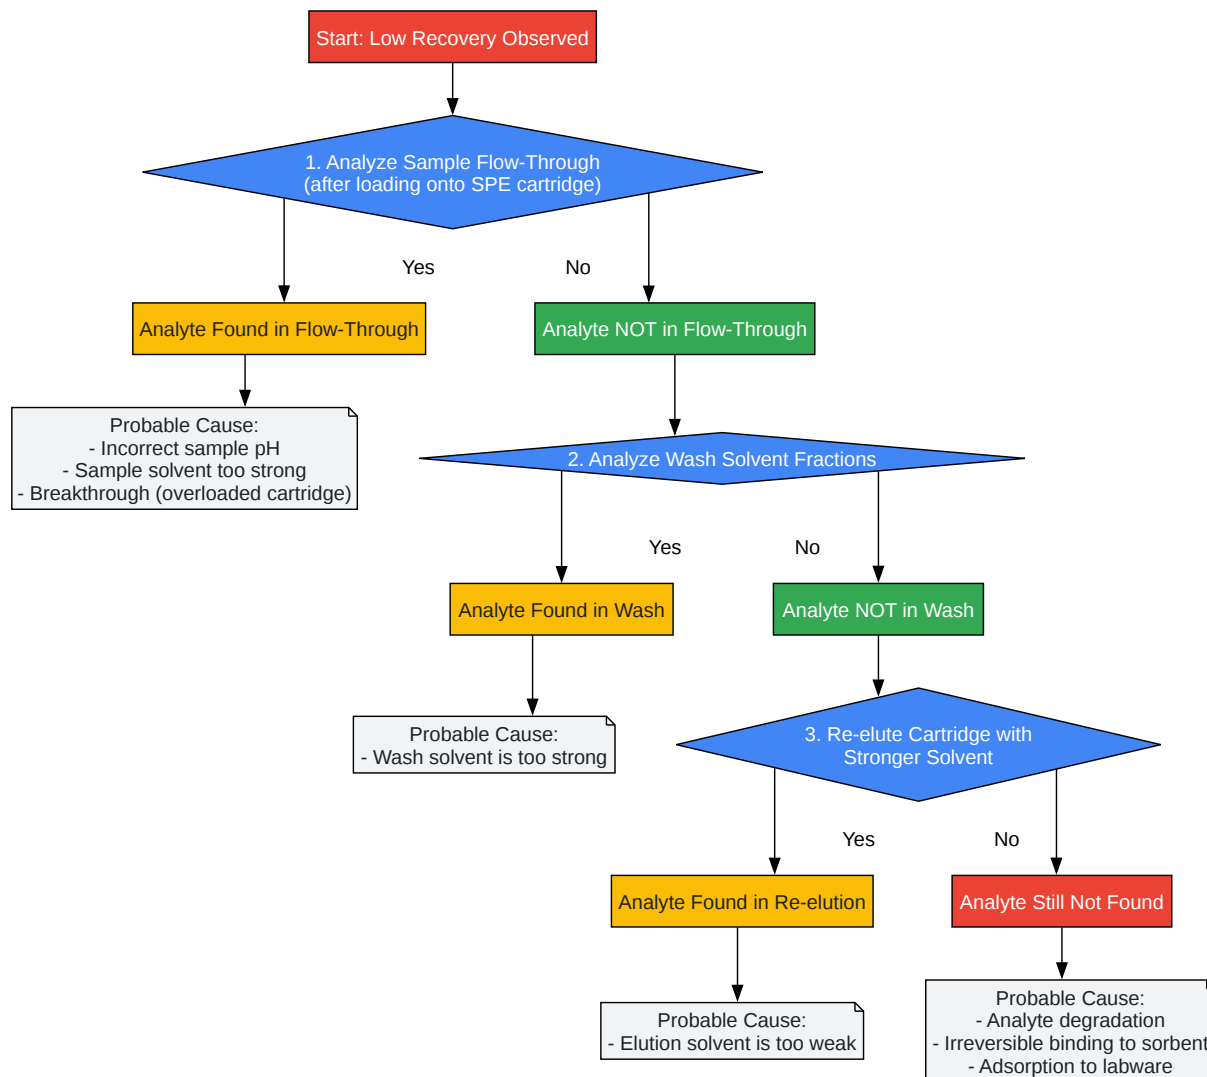 Start: Low Recovery Observed
1. Analyze Sample Flow-Through
(after loading onto SPE cartridge)
Yes
No
Analyte Found in Flow-Through
Analyte NOT in Flow-Through
Probable Cause:
- Incorrect sample pH
- Sample solvent too strong
- Breakthrough (overloaded cartridge)
2. Analyze Wash Solvent Fractions
Yes
No
Analyte Found in Wash
Analyte NOT in Wash
Probable Cause:
- Wash solvent is too strong
3. Re-elute Cartridge with
Stronger Solvent
Yes
No
Analyte Found in Re-elution
Analyte Still Not Found
Probable Cause:
- Elution solvent is too weak
Probable Cause:
- Analyte degradation
- Irreversible binding to sorbent
- Adsorption to labware